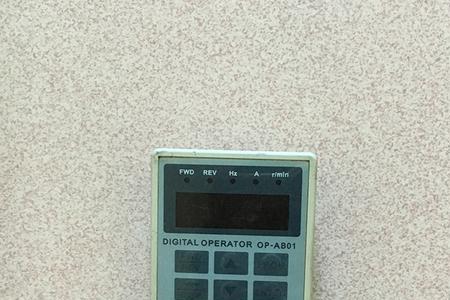 FWD REV Hz A r/min
DIGITAL OPERATOR OP-AB01